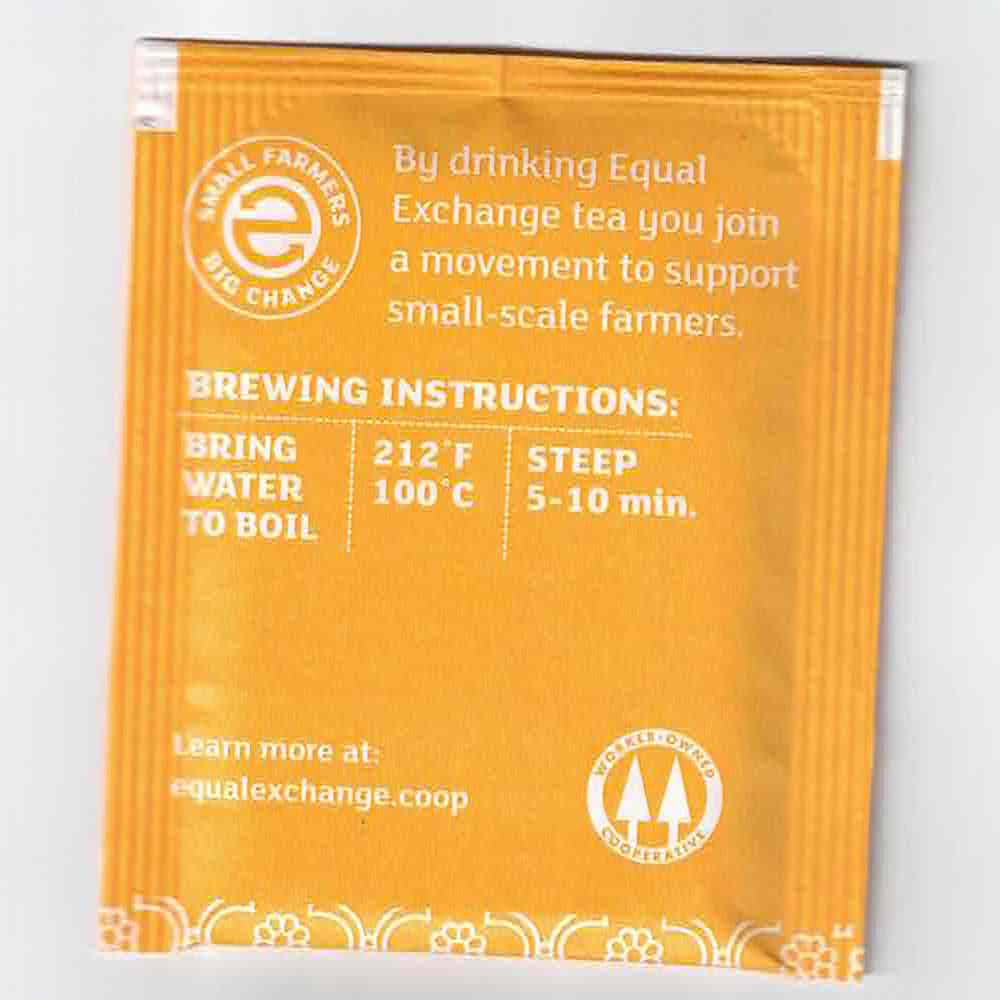 SMALL FARMERS
BIG CHANGE
By drinking Equal
Exchange tea you join
a movement to support
small-scale farmers.
BREWING INSTRUCTIONS:
BRING
WATER
TO BOIL
212°F
100°C
STEEP
5-10 min.
Learn more at:
equalexchange.coop
WORKER-OWNED
COOPERATIVE